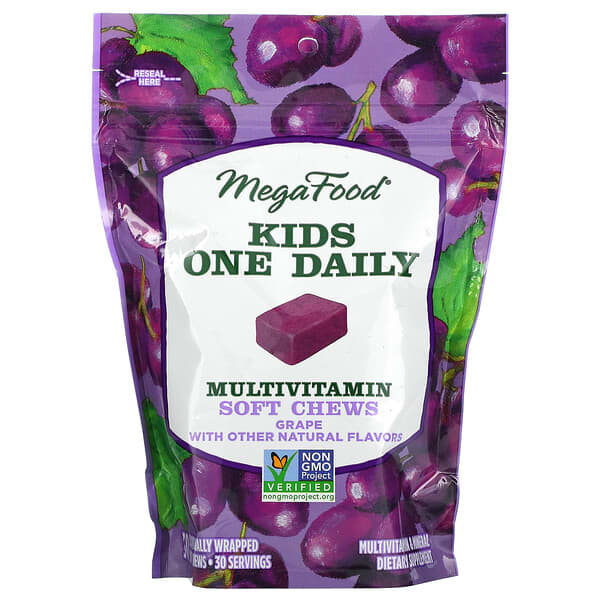 RESEAL
HERE
MegaFood®
KIDS
ONE DAILY
MULTIVITAMIN
SOFT CHEWS
GRAPE
WITH OTHER NATURAL FLAVORS
NON
GMO
Project
VERIFIED
nongmoproject.org
WRAPPED
• 30 SERVINGS
MULTIVITAMIN & MINERAL
DIETARY SUPPLEMENT